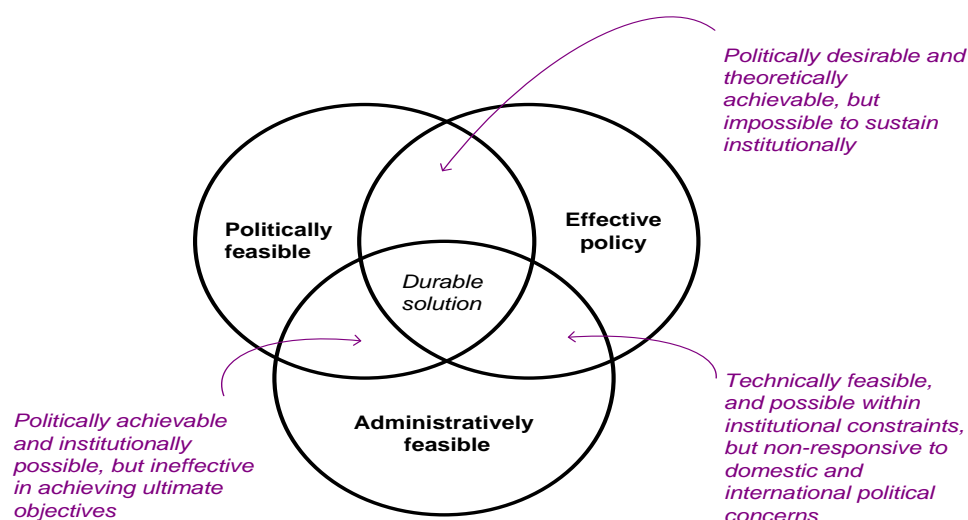 Politically desirable and
theoretically
achievable, but
impossible to sustain
institutionally
Politically
feasible
Effective
policy
Durable
solution
Administratively
feasible
Politically achievable
and institutionally
possible, but ineffective
in achieving ultimate
objectives
Technically feasible,
and possible within
institutional constraints,
but non-responsive to
domestic and
international political
concerns